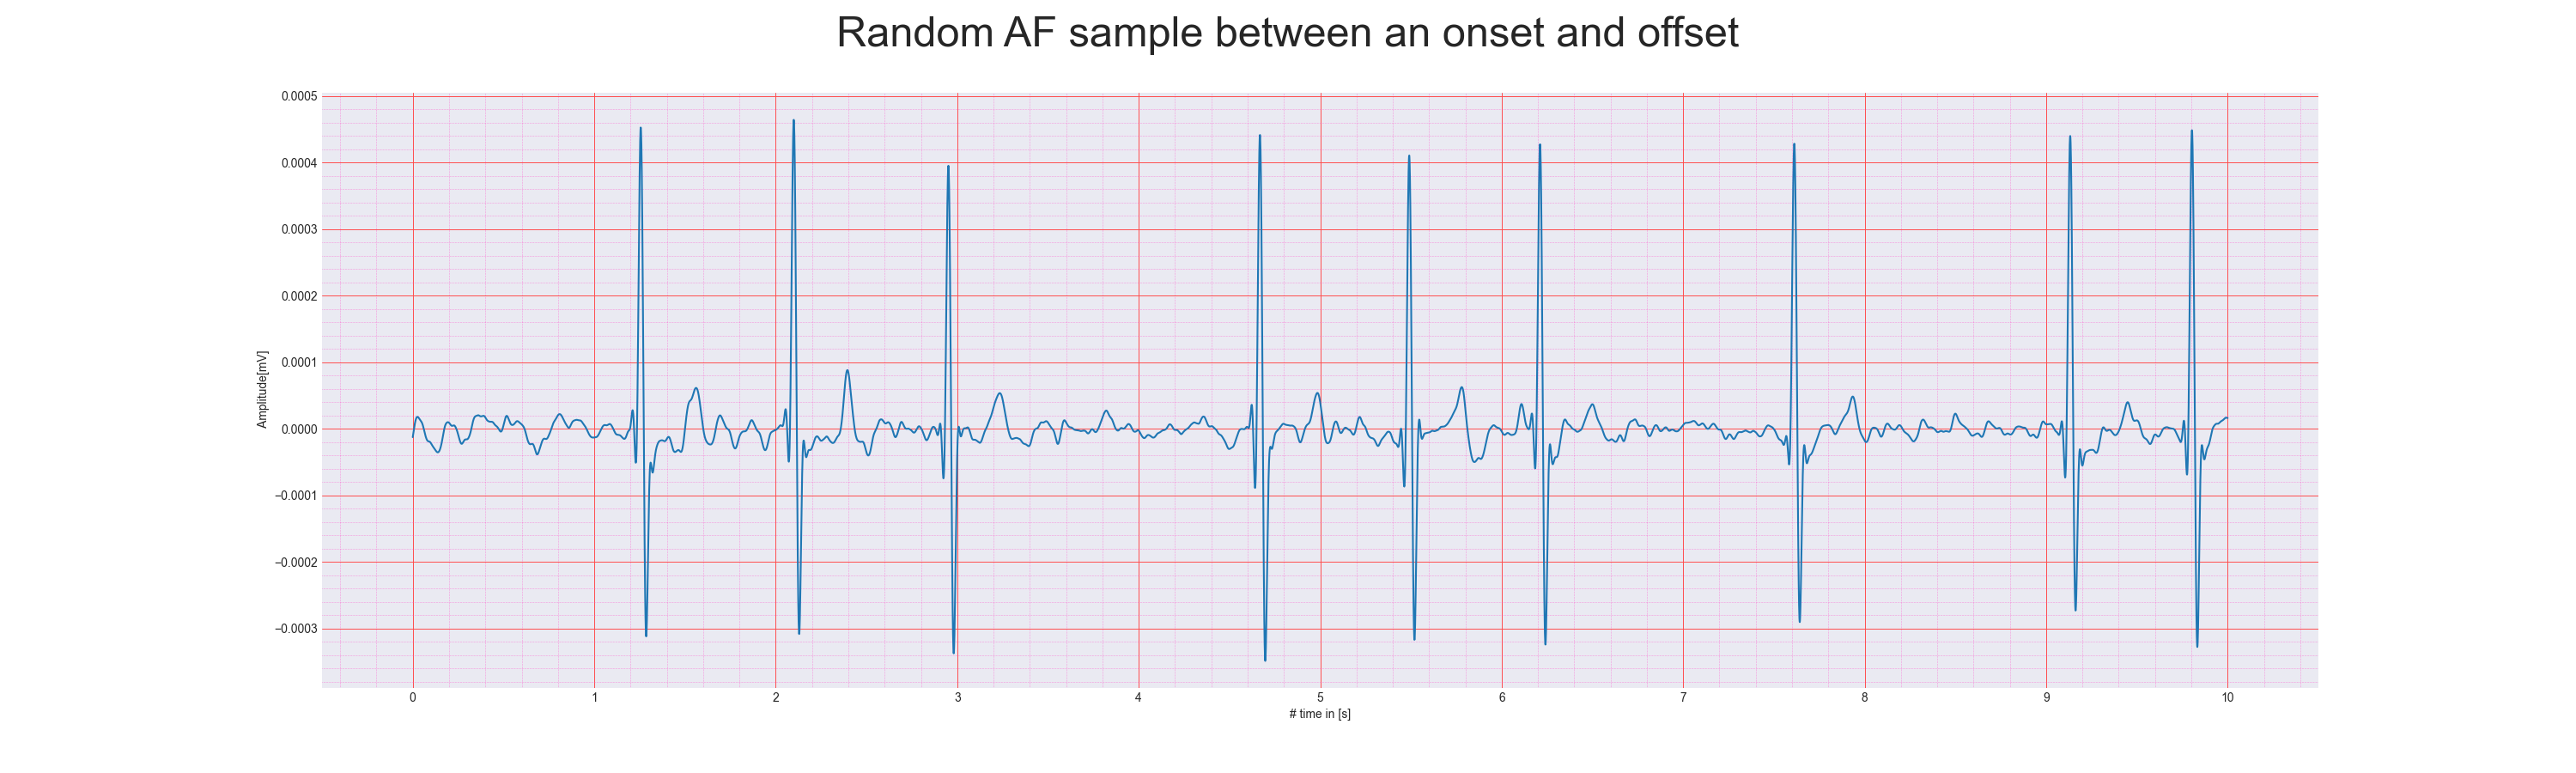 Random AF sample between an onset and offset
0.0005
0.0004
0.0003
0.0002
0.0001
0.0000
−0.0001
−0.0002
−0.0003
Amplitude[mV]
0 1 2 3 4 5 6 7 8 9 10
# time in [s]